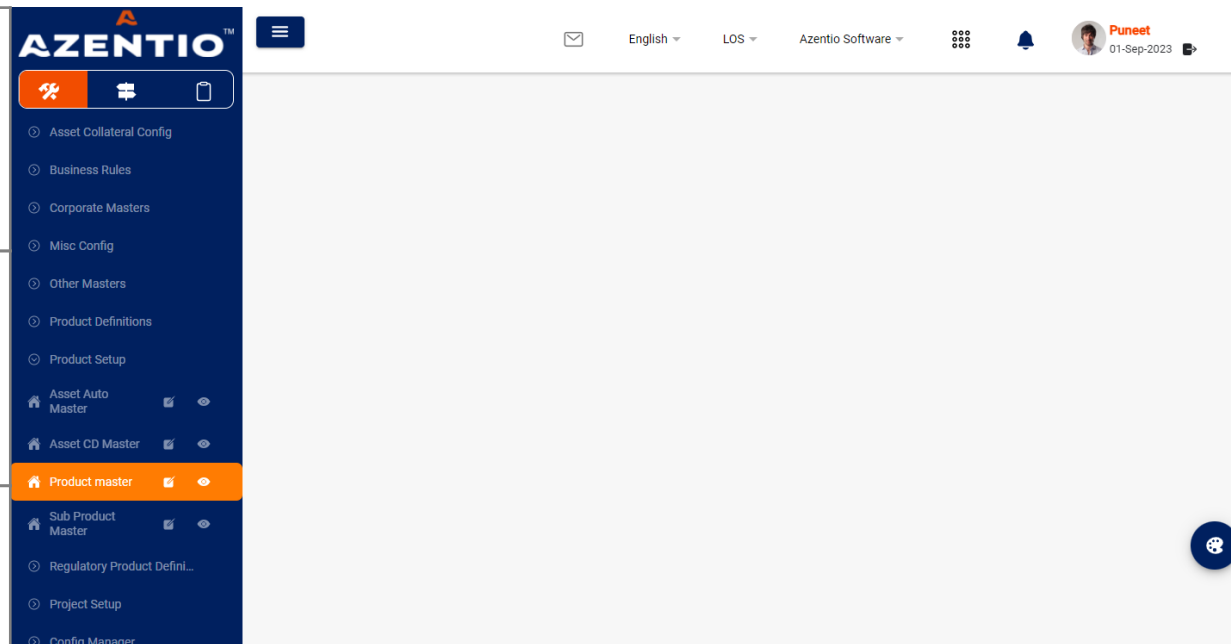 AZENTIO™
English
LOS
Azentio Software
Puneet
01-Sep-2023
Asset Collateral Config
Business Rules
Corporate Masters
Misc Config
Other Masters
Product Definitions
Product Setup
Asset Auto
Master
Asset CD Master
Product master
Sub Product
Master
Regulatory Product Defini...
Project Setup
Config Manager